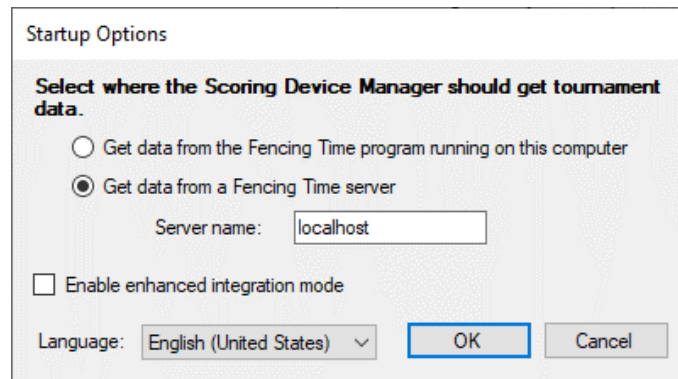 Startup Options
Select where the Scoring Device Manager should get tournament
data.
Get data from the Fencing Time program running on this computer
Get data from a Fencing Time server
Server name: localhost
Enable enhanced integration mode
Language: English (United States) OK Cancel